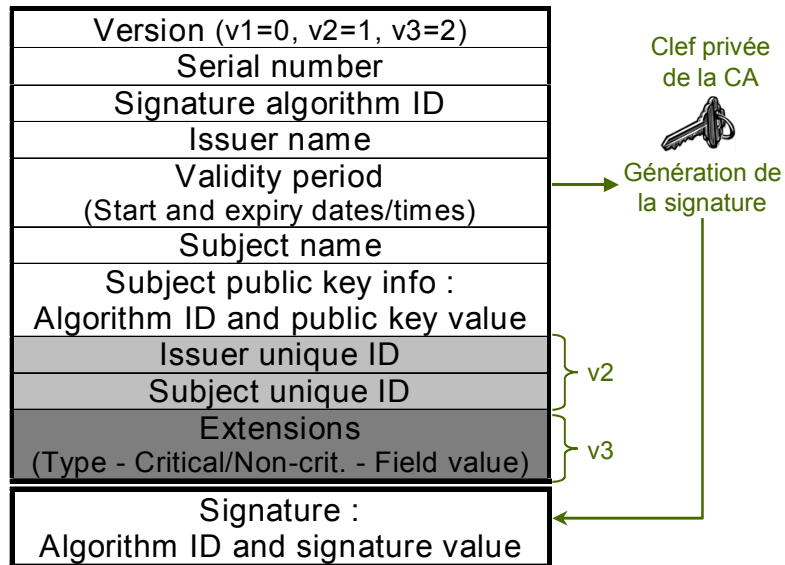 Version (v1=0, v2=1, v3=2)
Serial number
Signature algorithm ID
Issuer name
Validity period
(Start and expiry dates/times)
Subject name
Subject public key info :
Algorithm ID and public key value
Issuer unique ID
Subject unique ID
Extensions
(Type - Critical/Non-crit. - Field value)
Signature :
Algorithm ID and signature value
Clef privée
de la CA
Génération de
la signature
v2
v3